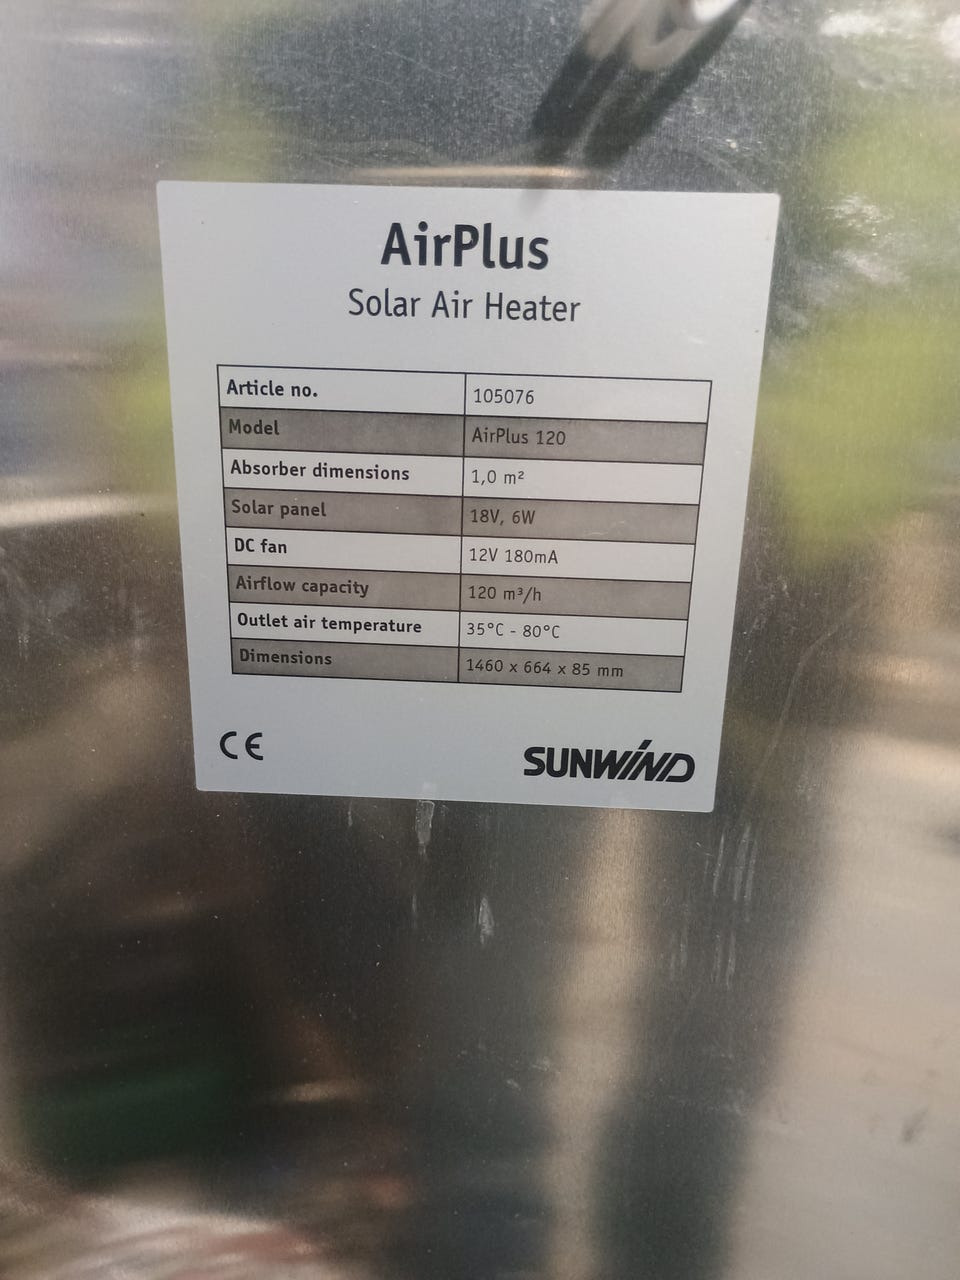 AirPlus
Solar Air Heater
Article no. 105076
Model AirPlus 120
Absorber dimensions 1,0 m²
Solar panel 18V, 6W
DC fan 12V 180mA
Airflow capacity 120 m³/h
Outlet air temperature 35°C - 80°C
Dimensions 1460 x 664 x 85 mm
CE SUNWIND